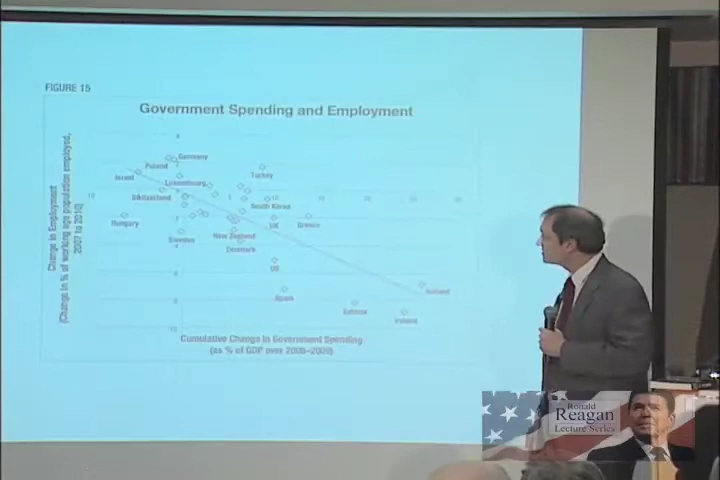 FIGURE 15
Government Spending and Employment
Change in Employment
(Change in % of working age population employed,
2007 to 2010)
Poland
Germany
Israel
Turkey
Luxembourg
Switzerland
South Korea
Hungary
UK
Greece
Sweden
New Zealand
Denmark
US
Spain
Iceland
Estonia
Ireland
Cumulative Change in Government Spending
(as % of GDP over 2006–2009)
Ronald
Reagan
Lecture Series